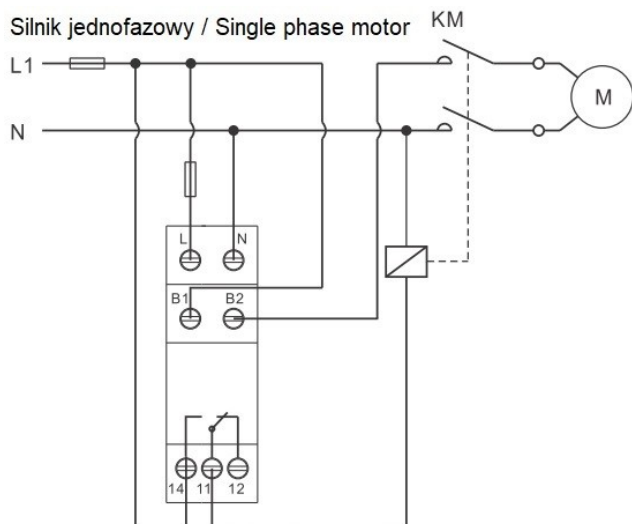 Silnik jednofazowy / Single phase motor
KM
L1
M
N
L N
B1 B2
14 11 12